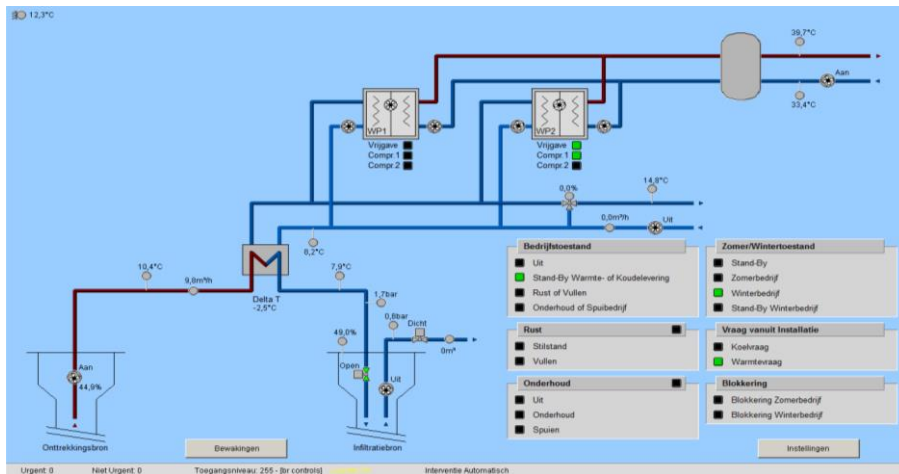 12,3°C
39,7°C
Aan
33,4°C
WP1
WP2
Vrijgave
Compr.1
Compr.2
Vrijgave
Compr.1
Compr.2
0,0%
14,8°C
0,0m³/h
Uit
8,2°C
10,4°C
9,8m³/h
7,9°C
Delta T
-2,5°C
1,7bar
0,8bar
Dicht
0m³
49,0%
Open
Aan
44,9%
Uit
Onttrekkingsbron
Infiltratiebron
Bewakingen
Bedrijfstoestand
Uit
Stand-By Warmte- of Koudelevering
Rust of Vullen
Onderhoud of Spuibedrijf
Zomer/Wintertoestand
Stand-By
Zomerbedrijf
Winterbedrijf
Stand-By Winterbedrijf
Rust
Stilstand
Vullen
Vraag vanuit Installatie
Koelvraag
Warmtevraag
Onderhoud
Uit
Onderhoud
Spuien
Blokkering
Blokkering Zomerbedrijf
Blokkering Winterbedrijf
Instellingen
Urgent: 0 Niet Urgent: 0 Toegangsniveau: 255 - [br controls] Interventie Automatisch